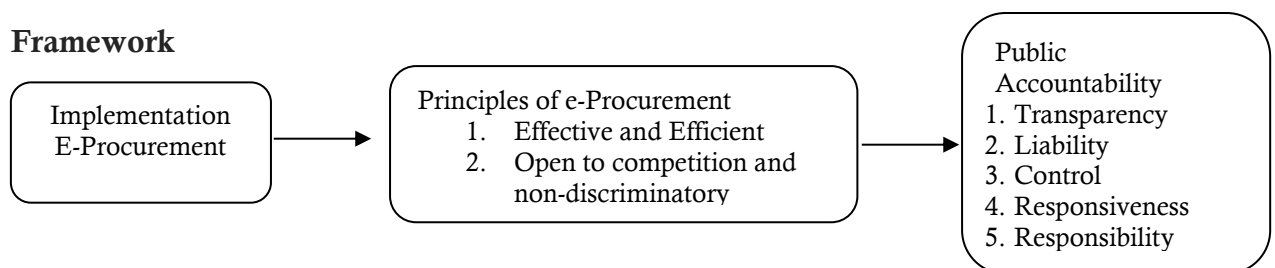 Framework
Implementation
E-Procurement
Principles of e-Procurement
1. Effective and Efficient
2. Open to competition and
non-discriminatory
Public
Accountability
1. Transparency
2. Liability
3. Control
4. Responsiveness
5. Responsibility